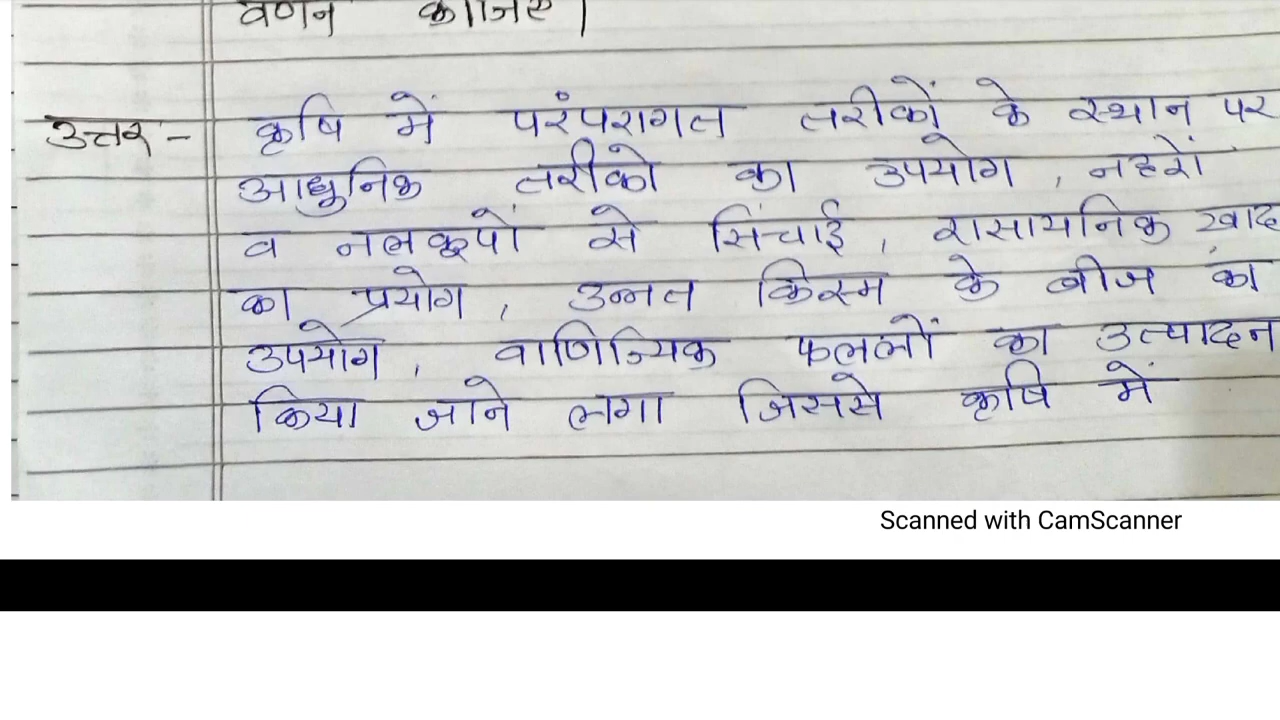 वर्णन कीजिए।
उत्तर - कृषि में परंपरागत तरीकों के स्थान पर
आधुनिक तरीको का उपयोग, नहरों
व नलकूपों से सिंचाई, रासायनिक खाद
का प्रयोग, उन्नत किस्म के बीज का
उपयोग, वाणिज्यिक फललों का उत्पादन
किया जाने लगा जिससे कृषि में
Scanned with CamScanner